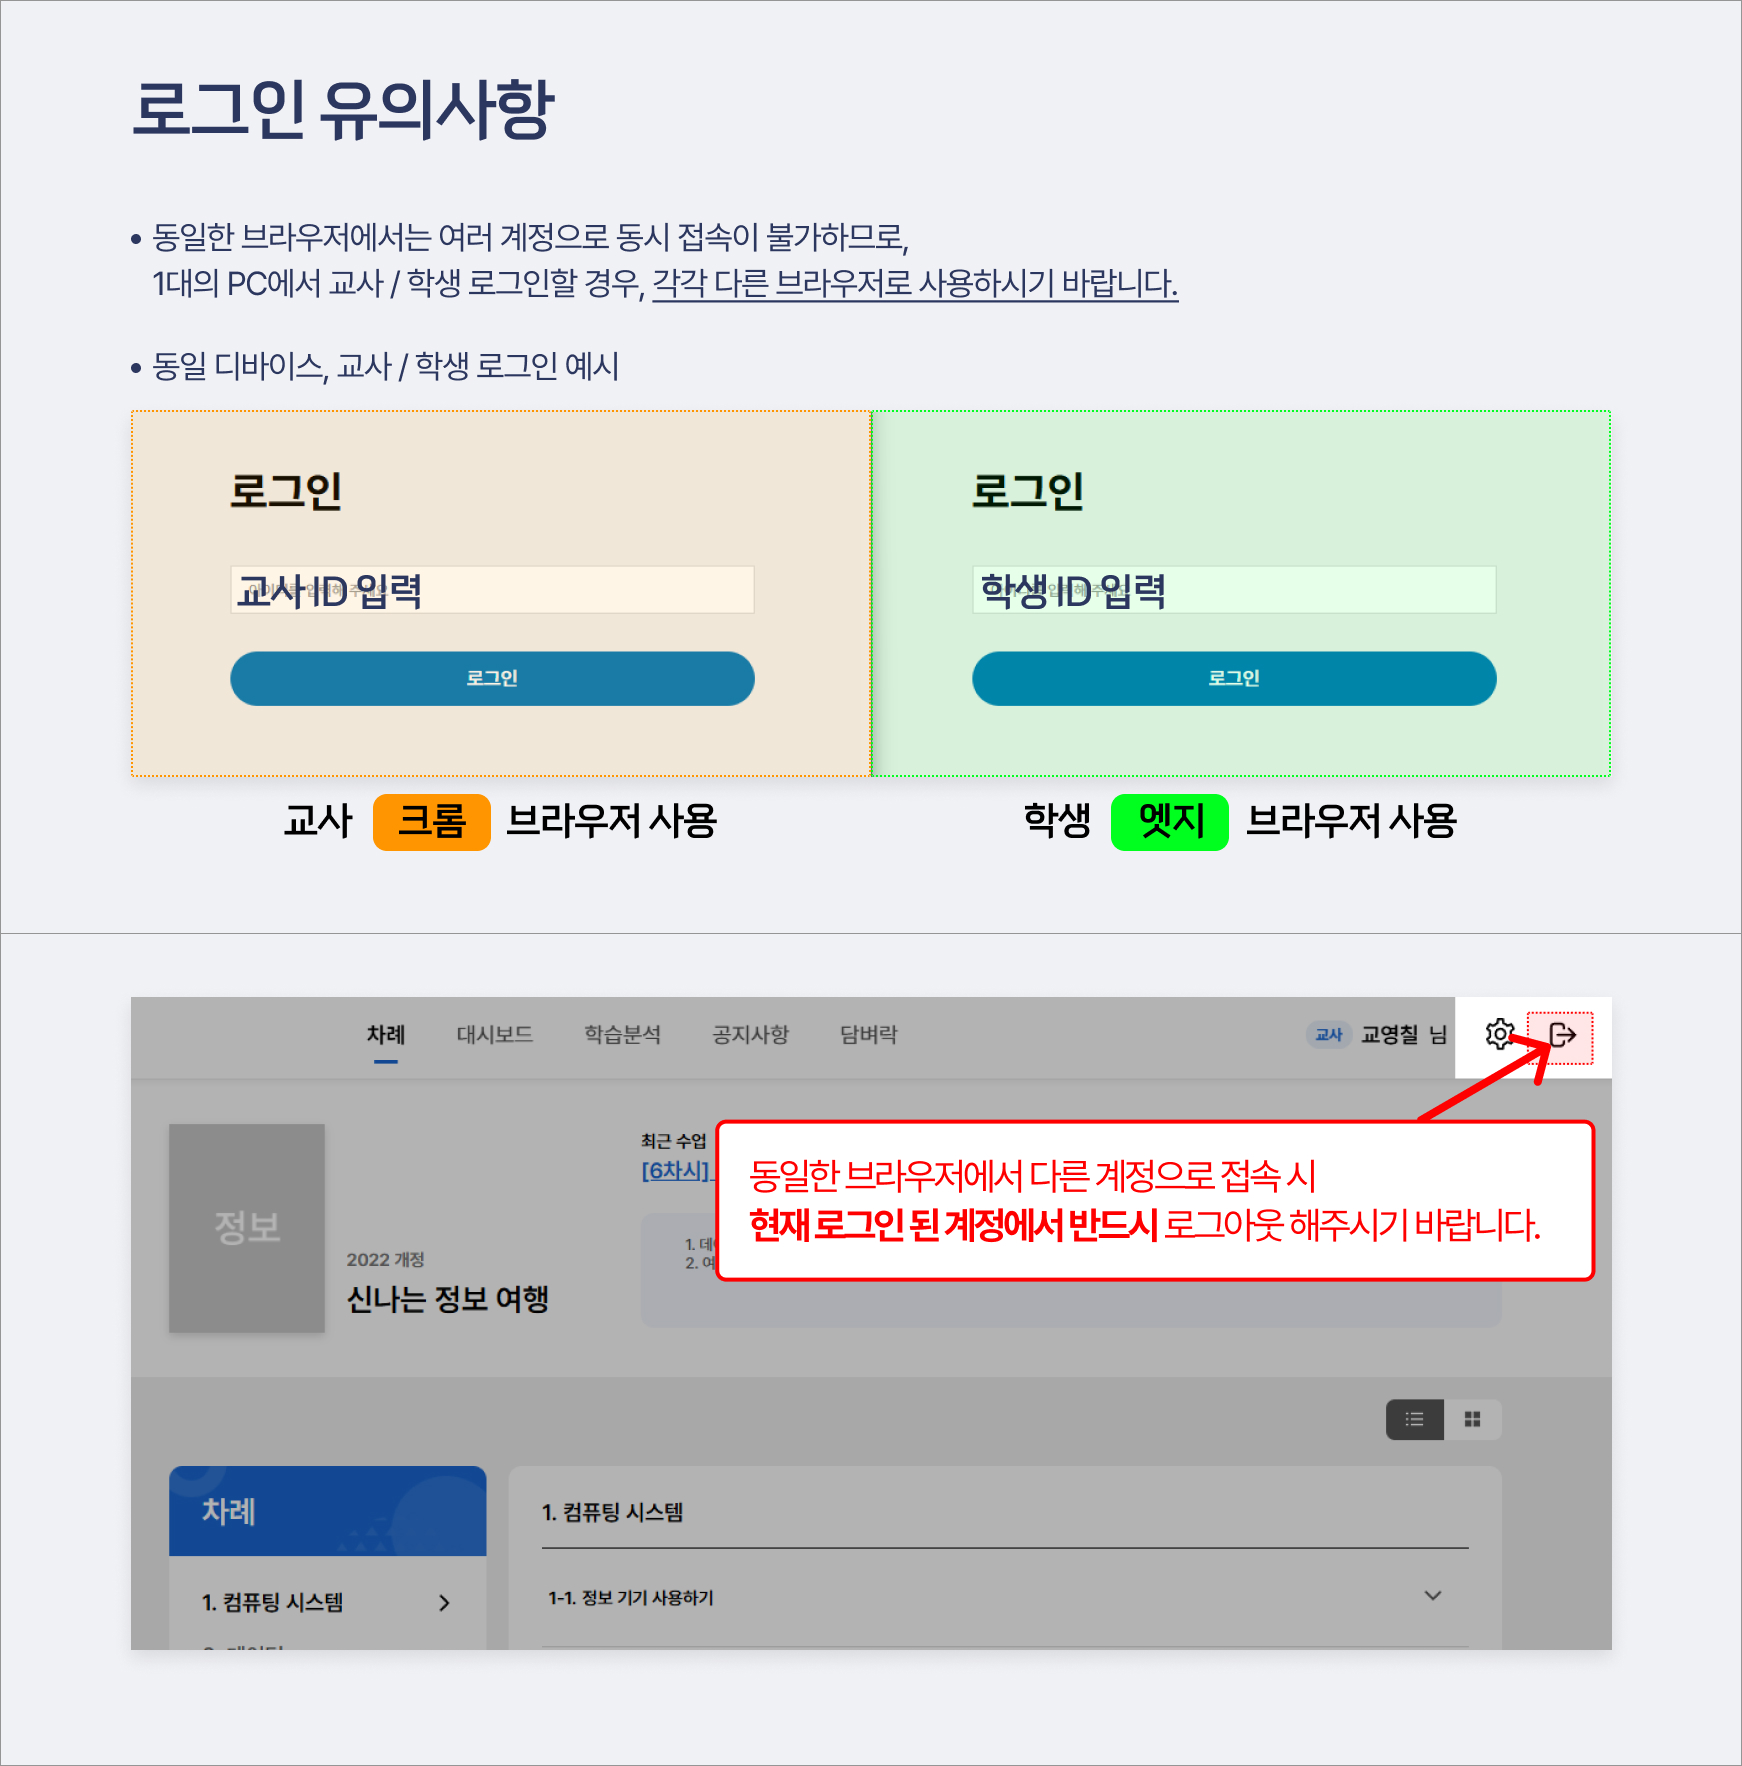 로그인 유의사항
• 동일한 브라우저에서는 여러 계정으로 동시 접속이 불가하므로,
1대의 PC에서 교사 / 학생 로그인할 경우, 각각 다른 브라우저로 사용하시기 바랍니다.
• 동일 디바이스, 교사 / 학생 로그인 예시
로그인
교사 ID 입력
로그인
교사 크롬 브라우저 사용
로그인
학생 ID 입력
로그인
학생 엣지 브라우저 사용
차례 대시보드 학습분석 공지사항 담벼락
교사 교영칠 님
정보
2022 개정
신나는 정보 여행
최근 수업
[6차시]
1. 데
2. 여
동일한 브라우저에서 다른 계정으로 접속 시
현재 로그인 된 계정에서 반드시 로그아웃 해주시기 바랍니다.
차례
1. 컴퓨팅 시스템
1. 컴퓨팅 시스템
1-1. 정보 기기 사용하기